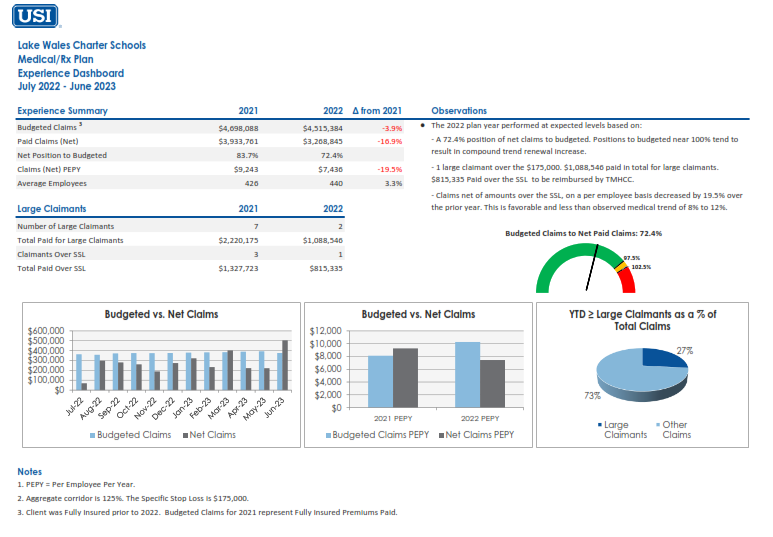 USI
Lake Wales Charter Schools
Medical/Rx Plan
Experience Dashboard
July 2022 - June 2023
Experience Summary 2021 2022 Δ from 2021
Budgeted Claims 3 $4,698,088 $4,515,384 -3.9%
Paid Claims (Net) $3,933,761 $3,268,845 -16.9%
Net Position to Budgeted 83.7% 72.4%
Claims (Net) PEPY $9,243 $7,436 -19.5%
Average Employees 426 440 3.3%
Large Claimants 2021 2022
Number of Large Claimants 7 2
Total Paid for Large Claimants $2,220,175 $1,088,546
Claimants Over SSL 3 1
Total Paid Over SSL $1,327,723 $815,335
Observations
• The 2022 plan year performed at expected levels based on:
- A 72.4% position of net claims to budgeted. Positions to budgeted near 100% tend to
result in compound trend renewal increase.
- 1 large claimant over the $175,000. $1,088,546 paid in total for large claimants.
$815,335 Paid over the SSL to be reimbursed by TMHCC.
- Claims net of amounts over the SSL, on a per employee basis decreased by 19.5% over
the prior year. This is favorable and less than observed medical trend of 8% to 12%.
Budgeted Claims to Net Paid Claims: 72.4%
97.5%
102.5%
Budgeted vs. Net Claims
$600,000
$500,000
$400,000
$300,000
$200,000
$100,000
$0
Jul-22 Aug-22 Sep-22 Oct-22 Nov-22 Dec-22 Jan-23 Feb-23 Mar-23 Apr-23 May-23 Jun-23
Budgeted Claims Net Claims
Budgeted vs. Net Claims
$12,000
$10,000
$8,000
$6,000
$4,000
$2,000
$0
2021 PEPY 2022 PEPY
Budgeted Claims PEPY Net Claims PEPY
YTD ≥ Large Claimants as a % of
Total Claims
27%
73%
Large Claimants
Other Claims
Notes
1. PEPY = Per Employee Per Year.
2. Aggregate corridor is 125%. The Specific Stop Loss is $175,000.
3. Client was Fully Insured prior to 2022. Budgeted Claims for 2021 represent Fully Insured Premiums Paid.